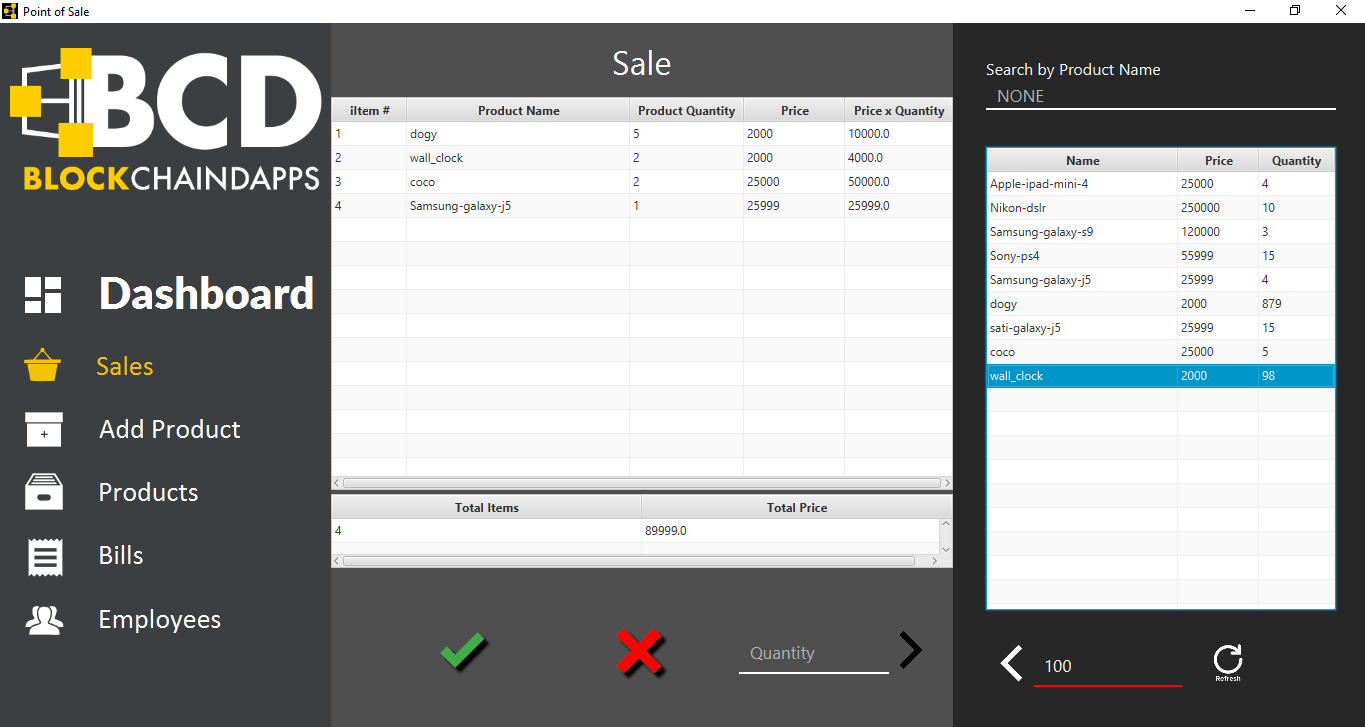 Point of Sale
BCD
BLOCKCHAINDAPPS
Dashboard
Sales
Add Product
Products
Bills
Employees
Sale
iItem # Product Name Product Quantity Price Price x Quantity
1 dogy 5 2000 10000.0
2 wall_clock 2 2000 4000.0
3 coco 2 25000 50000.0
4 Samsung-galaxy-j5 1 25999 25999.0
Total Items Total Price
4 89999.0
Quantity
Search by Product Name
NONE
Name Price Quantity
Apple-ipad-mini-4 25000 4
Nikon-dslr 250000 10
Samsung-galaxy-s9 120000 3
Sony-ps4 55999 15
Samsung-galaxy-j5 25999 4
dogy 2000 879
sati-galaxy-j5 25999 15
coco 25000 5
wall_clock 2000 98
100
Refresh